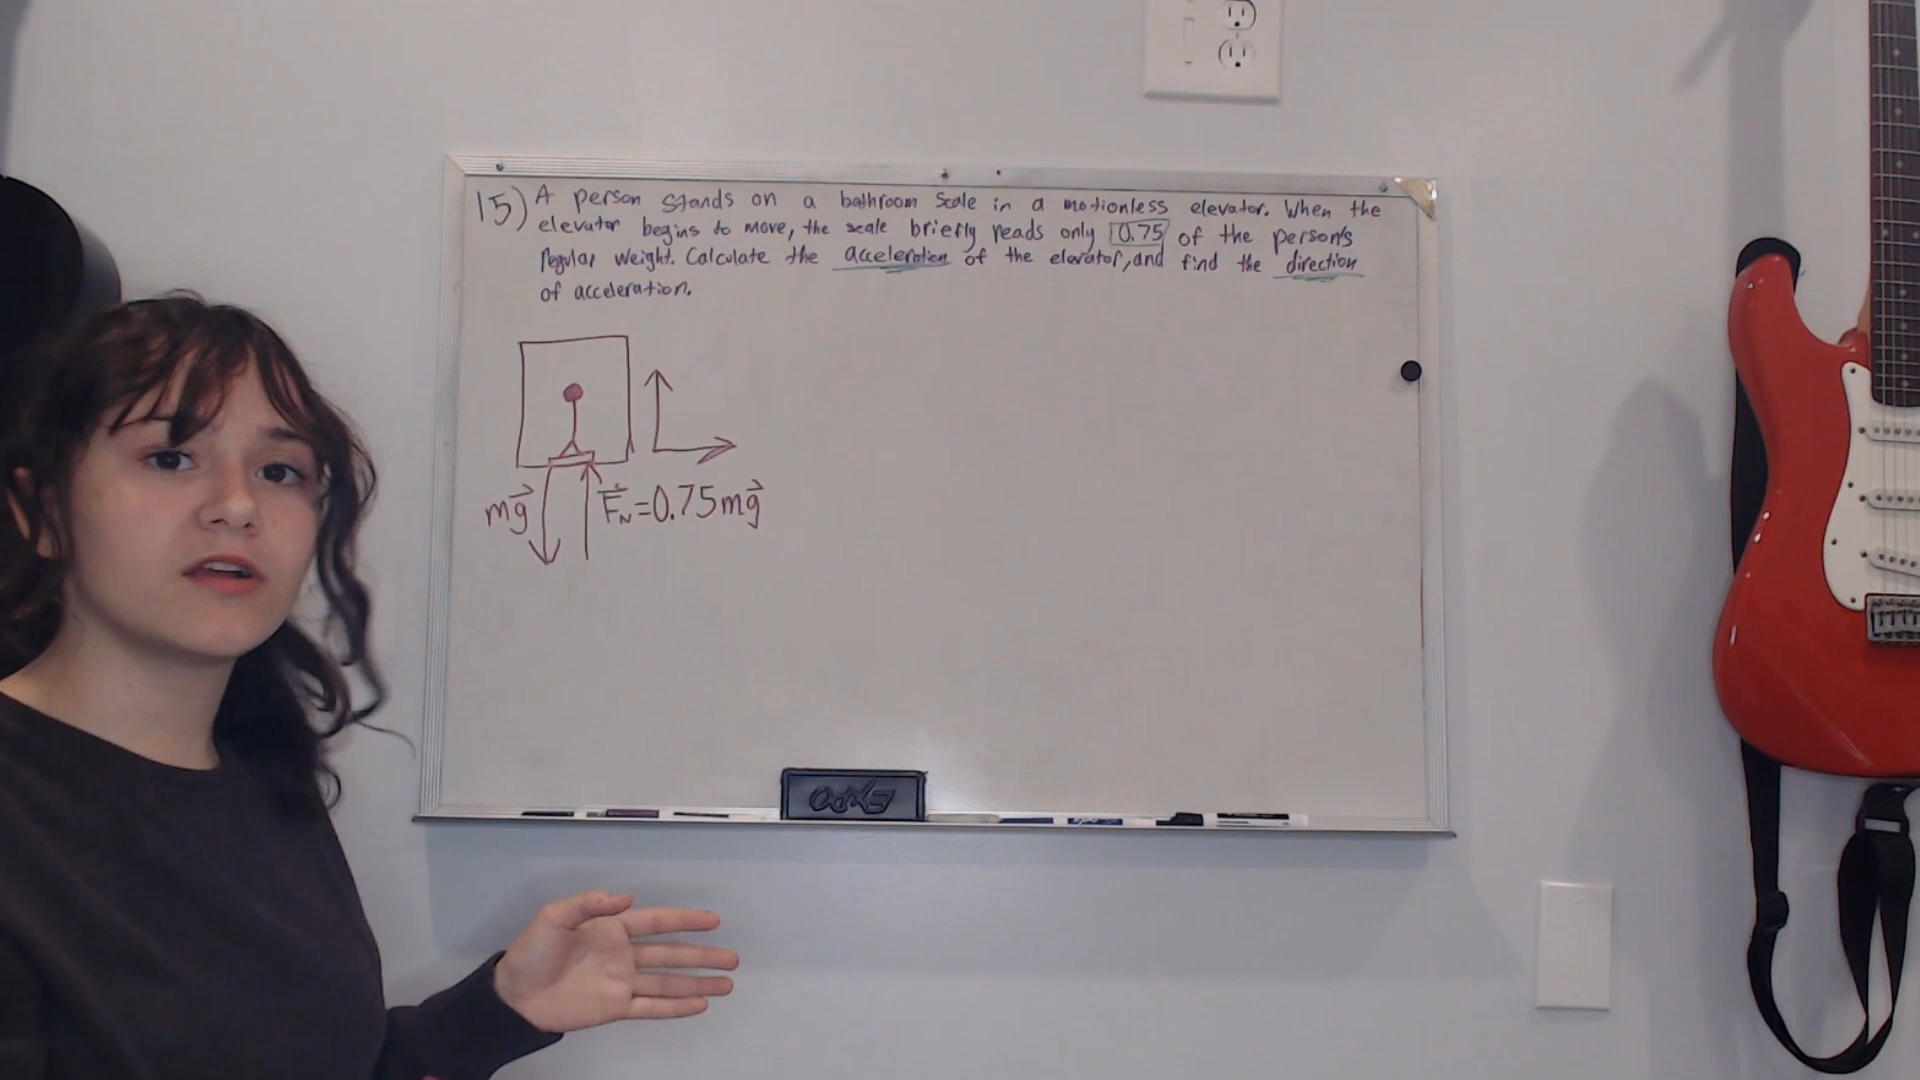 15) A person stands on a bathroom scale in a motionless elevator. When the
elevator begins to move, the scale briefly reads only 0.75 of the person's
regular weight. Calculate the acceleration of the elevator, and find the direction
of acceleration.
mg⃗ F⃗N=0.75mg⃗
EXPO